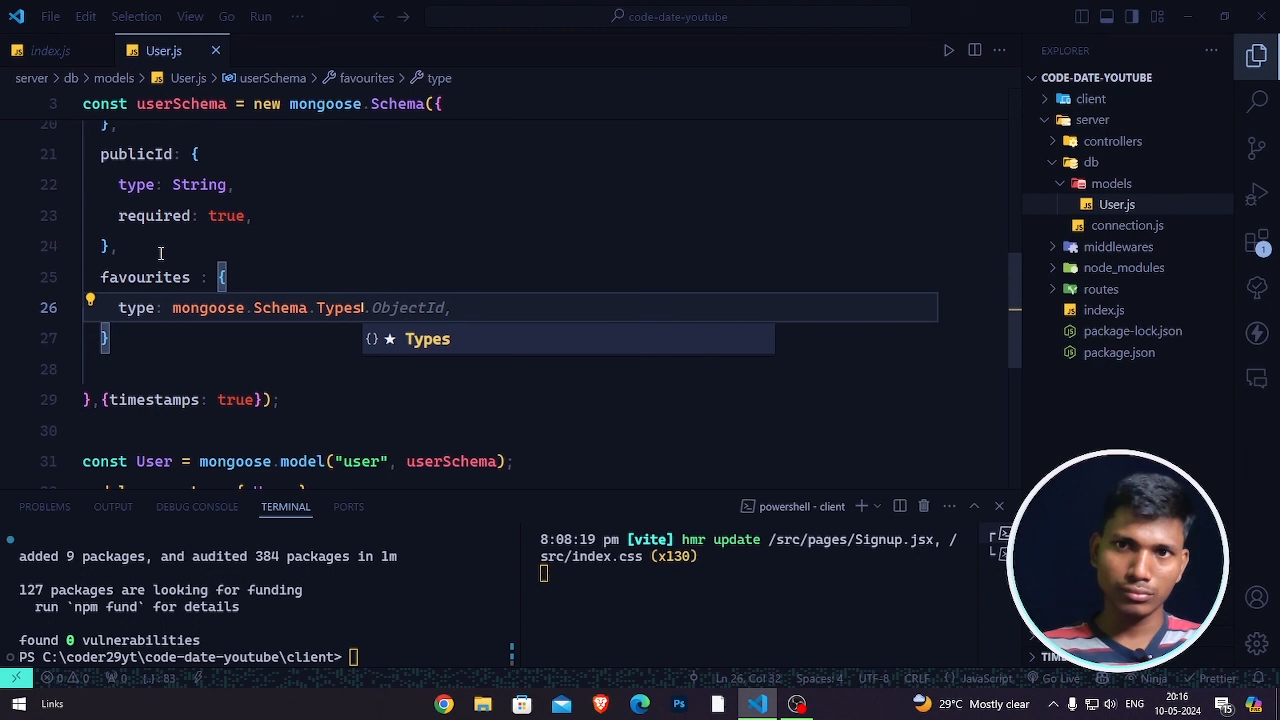 File Edit Selection View Go Run ··· code-date-youtube
index.js User.js
server > db > models > User.js > userSchema > favourites > type
3 const userSchema = new mongoose.Schema({
20 },
21 publicId: {
22 type: String,
23 required: true,
24 },
25 favourites : {
26 type: mongoose.Schema.Types.ObjectId,
27 }
{} ★ Types
28
29 },{timestamps: true});
30
31 const User = mongoose.model("user", userSchema);
EXPLORER
CODE-DATE-YOUTUBE
client
server
controllers
db
models
User.js
connection.js
middlewares
node_modules
routes
index.js
package-lock.json
package.json
1
PROBLEMS OUTPUT DEBUG CONSOLE TERMINAL PORTS
powershell - client
added 9 packages, and audited 384 packages in 1m
127 packages are looking for funding
run `npm fund` for details
found 0 vulnerabilities
PS C:\coder29yt\code-date-youtube\client>
8:08:19 pm [vite] hmr update /src/pages/Signup.jsx, /
src/index.css (x130)
0 0 0 {..}: 83 Ln 26, Col 32 Spaces: 4 UTF-8 CRLF {} JavaScript Go Live Ninja Prettier
Links
29°C Mostly clear
ENG
20:16
10-05-2024